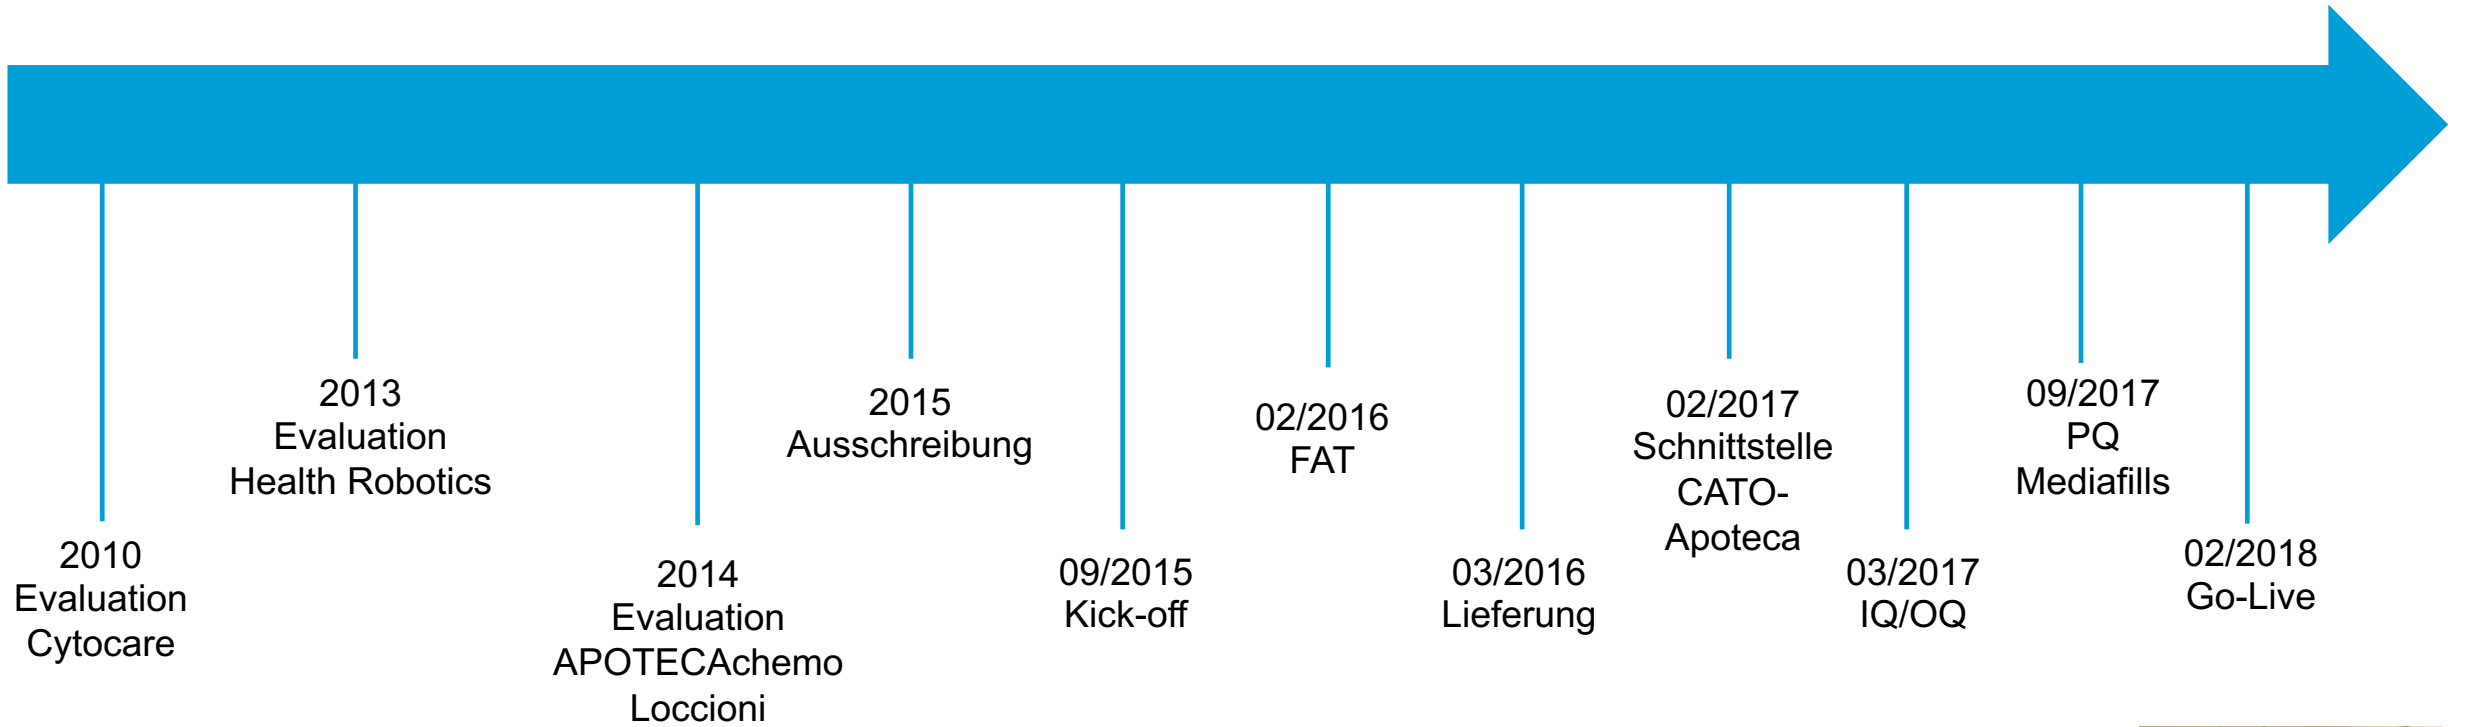 2010
Evaluation
Cytocare
2013
Evaluation
Health Robotics
2014
Evaluation
APOTECAchemo
Loccioni
2015
Ausschreibung
09/2015
Kick-off
02/2016
FAT
03/2016
Lieferung
02/2017
Schnittstelle
CATO-
Apoteca
03/2017
IQ/OQ
09/2017
PQ
Mediafills
02/2018
Go-Live